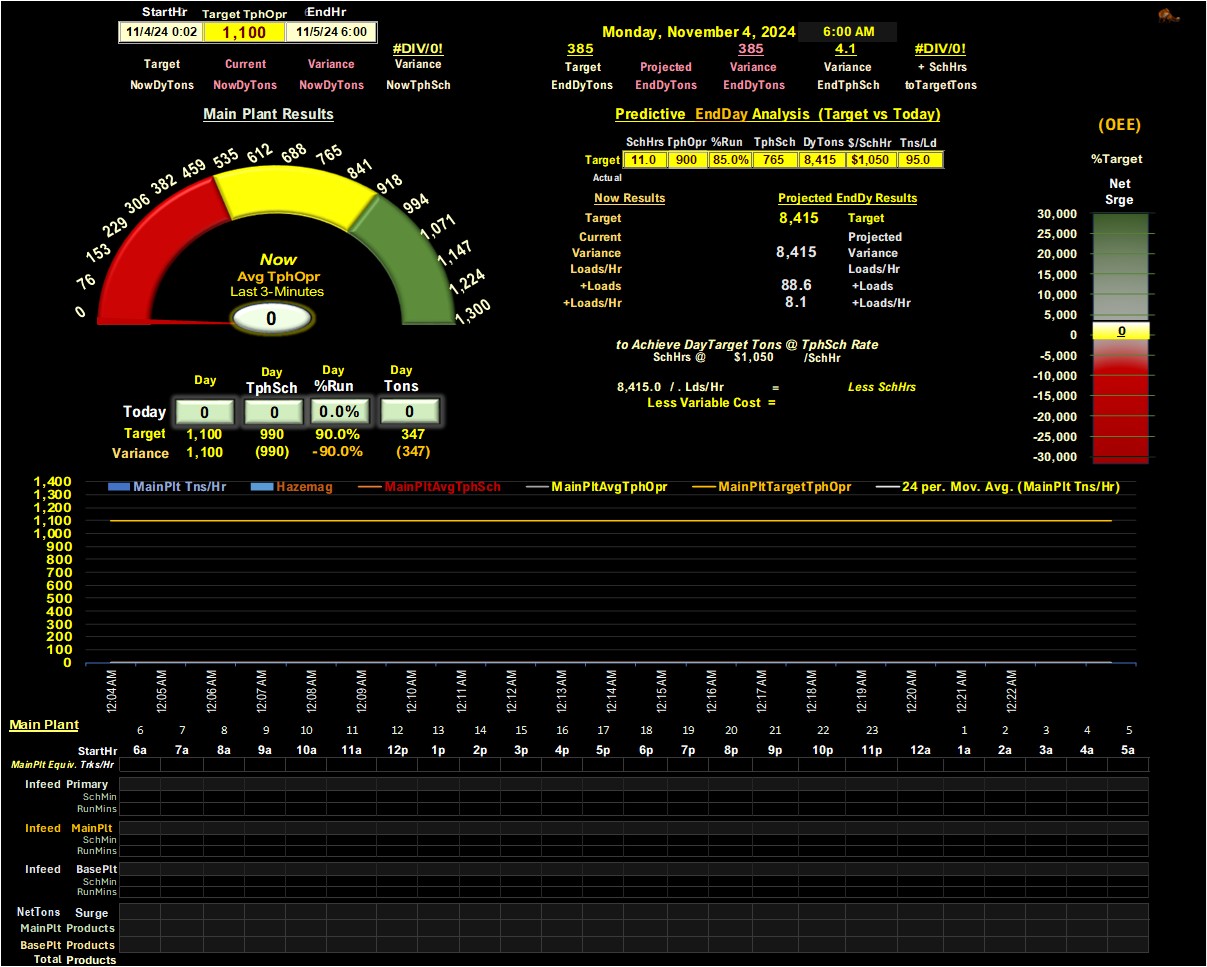 StartHr Target TphOpr EndHr
11/4/24 0:02 1,100 11/5/24 6:00
Monday, November 4, 2024 6:00 AM
#DIV/0! 385 385 4.1 #DIV/0!
Target Current Variance Variance Target Projected Variance Variance + SchHrs
NowDyTons NowDyTons NowDyTons NowTphSch EndDyTons EndDyTons EndDyTons EndTphSch toTargetTons
Main Plant Results
Predictive EndDay Analysis (Target vs Today)
(OEE)
%Target
Net
Srge
SchHrs TphOpr %Run TphSch DyTons $/SchHr Tns/Ld
Target 11.0 900 85.0% 765 8,415 $1,050 95.0
Actual
Now Results Projected EndDy Results
Target 8,415 Target
Current Projected
Variance 8,415 Variance
Loads/Hr Loads/Hr
+Loads 88.6 +Loads
+Loads/Hr 8.1 +Loads/Hr
to Achieve DayTarget Tons @ TphSch Rate
SchHrs @ $1,050 /SchHr
8,415.0 / . Lds/Hr = Less SchHrs
Less Variable Cost =
0 76 153 229 306 382 459 535 612 688 765 841 918 994 1,071 1,147 1,224 1,300
Now
Avg TphOpr
Last 3-Minutes
0
30,000
25,000
20,000
15,000
10,000
5,000
0 0
-5,000
-10,000
-15,000
-20,000
-25,000
-30,000
Day Day Day Day
TphSch %Run Tons
Today 0 0 0.0% 0
Target 1,100 990 90.0% 347
Variance 1,100 (990) -90.0% (347)
MainPlt Tns/Hr Hazemag MainPltAvgTphSch MainPltAvgTphOpr MainPltTargetTphOpr 24 per. Mov. Avg. (MainPlt Tns/Hr)
1,400
1,300
1,200
1,100
1,000
900
800
700
600
500
400
300
200
100
0
12:04 AM 12:05 AM 12:06 AM 12:07 AM 12:08 AM 12:09 AM 12:10 AM 12:11 AM 12:12 AM 12:13 AM 12:14 AM 12:15 AM 12:16 AM 12:17 AM 12:18 AM 12:19 AM 12:20 AM 12:21 AM 12:22 AM
Main Plant 6 7 8 9 10 11 12 13 14 15 16 17 18 19 20 21 22 23 1 2 3 4 5
StartHr 6a 7a 8a 9a 10a 11a 12p 1p 2p 3p 4p 5p 6p 7p 8p 9p 10p 11p 12a 1a 2a 3a 4a 5a
MainPlt Equiv. Trks/Hr
Infeed Primary
SchMin
RunMins
Infeed MainPlt
SchMin
RunMins
Infeed BasePlt
SchMin
RunMins
NetTons Surge
MainPlt Products
BasePlt Products
Total Products